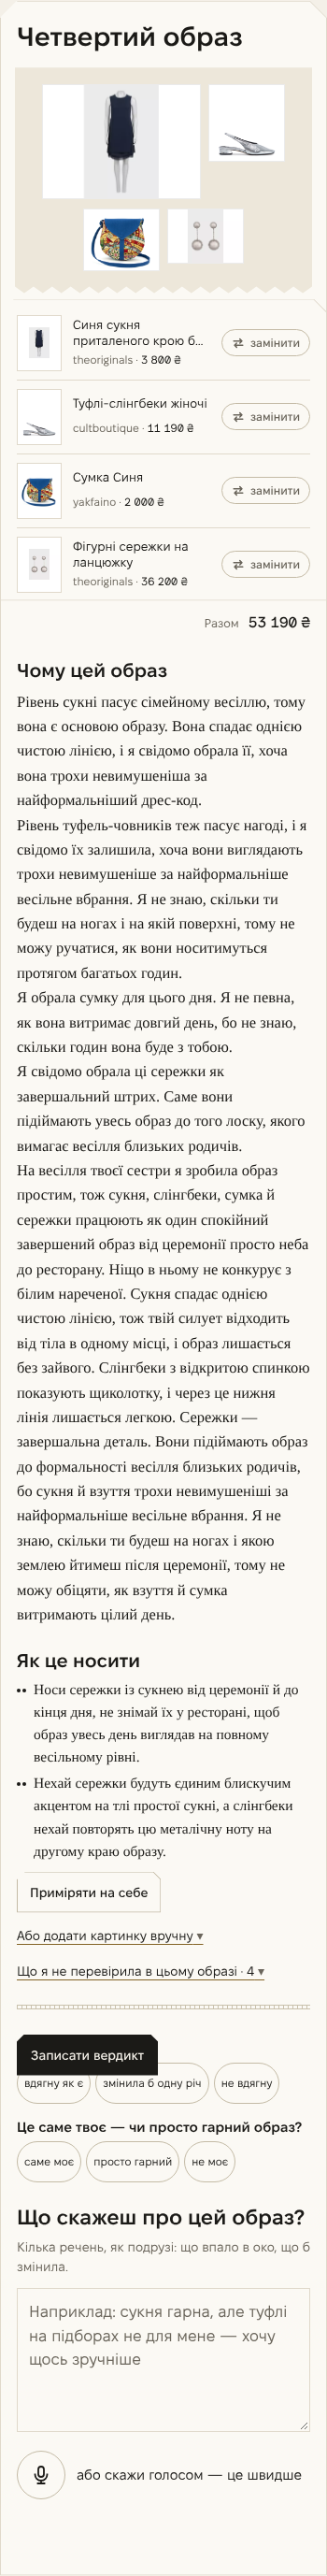 Четвертий образ
Синя сукня
приталеного крою б...
theoriginals · 3 800 ₴
замінити
Туфлі-слінгбеки жіночі
cultboutique · 11 190 ₴
замінити
Сумка Синя
yakfaino · 2 000 ₴
замінити
Фігурні сережки на
ланцюжку
theoriginals · 36 200 ₴
замінити
Разом 53 190 ₴
Чому цей образ
Рівень сукні пасує сімейному весіллю, тому
вона є основою образу. Вона спадає однією
чистою лінією, і я свідомо обрала її, хоча
вона трохи невимушеніша за
найформальніший дрес-код.
Рівень туфель-човників теж пасує нагоді, і я
свідомо їх залишила, хоча вони виглядають
трохи невимушеніше за найформальніше
весільне вбрання. Я не знаю, скільки ти
будеш на ногах і на якій поверхні, тому не
можу ручатися, як вони носитимуться
протягом багатьох годин.
Я обрала сумку для цього дня. Я не певна,
як вона витримає довгий день, бо не знаю,
скільки годин вона буде з тобою.
Я свідомо обрала ці сережки як
завершальний штрих. Саме вони
підіймають увесь образ до того лоску, якого
вимагає весілля близьких родичів.
На весілля твоєї сестри я зробила образ
простим, тож сукня, слінгбеки, сумка й
сережки працюють як один спокійний
завершений образ від церемонії просто неба
до ресторану. Ніщо в ньому не конкурує з
білим нареченої. Сукня спадає однією
чистою лінією, тож твій силует відходить
від тіла в одному місці, і образ лишається
без зайвого. Слінгбеки з відкритою спинкою
показують щиколотку, і через це нижня
лінія лишається легкою. Сережки —
завершальна деталь. Вони підіймають образ
до формальності весілля близьких родичів,
бо сукня й взуття трохи невимушеніші за
найформальніше весільне вбрання. Я не
знаю, скільки ти будеш на ногах і якою
землею йтимеш після церемонії, тому не
можу обіцяти, як взуття й сумка
витримають цілий день.
Як це носити
Носи сережки із сукнею від церемонії й до
кінця дня, не знімай їх у ресторані, щоб
образ увесь день виглядав на повному
весільному рівні.
Нехай сережки будуть єдиним блискучим
акцентом на тлі простої сукні, а слінгбеки
нехай повторять цю металічну ноту на
другому краю образу.
Приміряти на себе
Або додати картинку вручну ▾
Що я не перевірила в цьому образі · 4 ▾
Записати вердикт
вдягну як є
змінила б одну річ
не вдягну
Це саме твоє — чи просто гарний образ?
саме моє
просто гарний
не моє
Що скажеш про цей образ?
Кілька речень, як подрузі: що впало в око, що б
змінила.
Наприклад: сукня гарна, але туфлі
на підборах не для мене — хочу
щось зручніше
або скажи голосом — це швидше